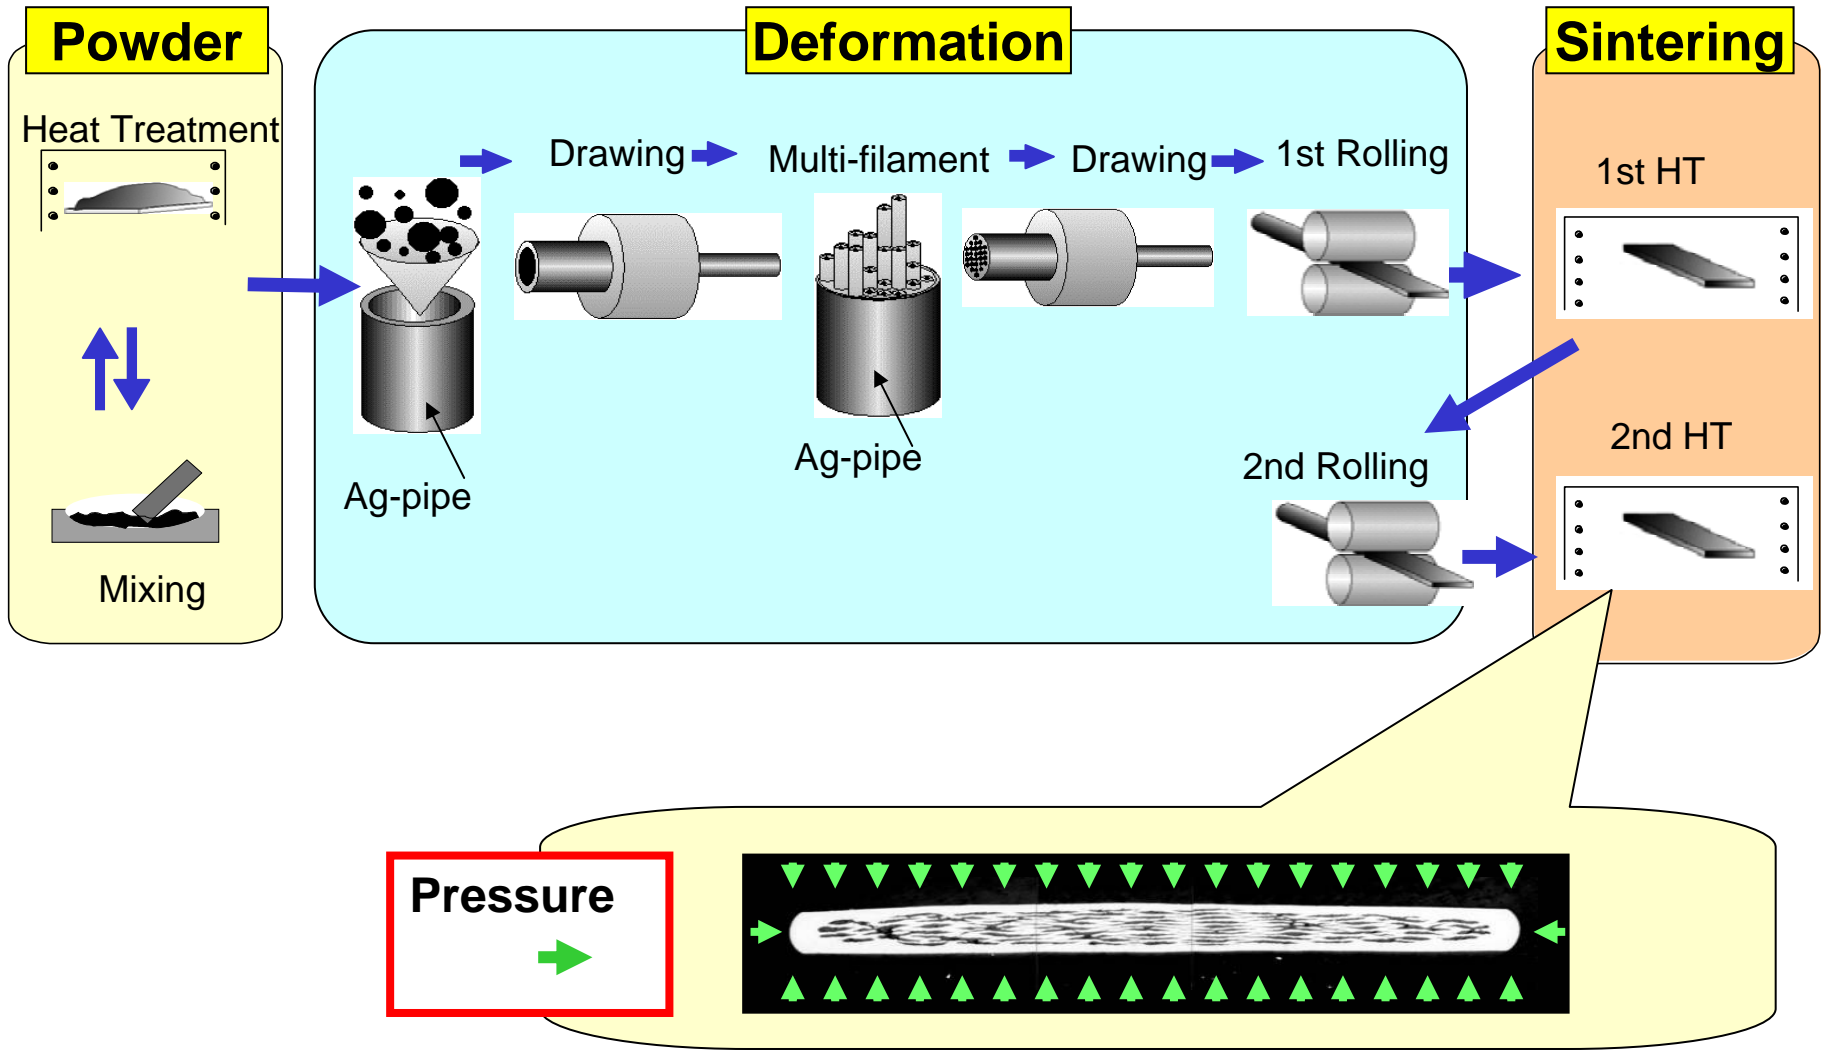 Powder
Deformation
Sintering
Heat Treatment
Mixing
Drawing
Multi-filament
Drawing
1st Rolling
Ag-pipe
Ag-pipe
2nd Rolling
1st HT
2nd HT
Pressure